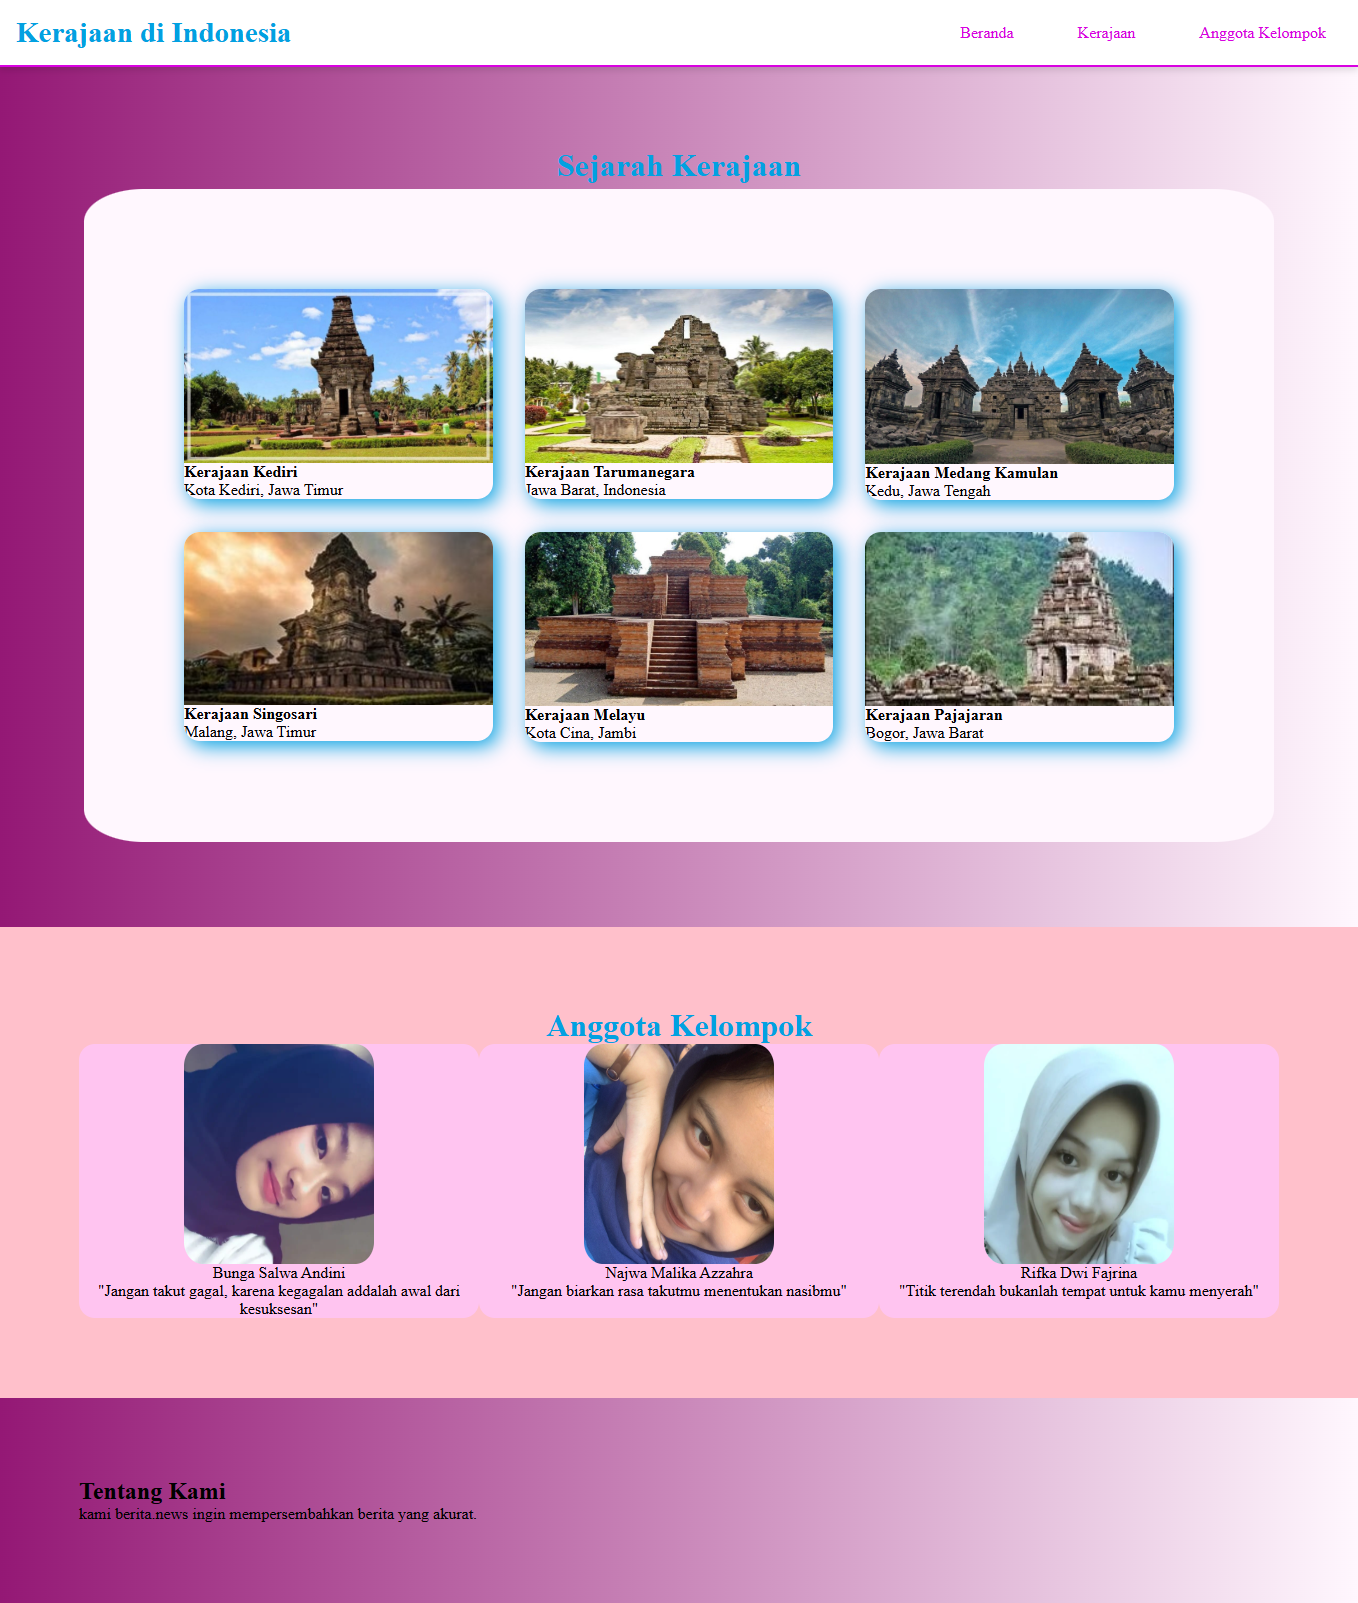 Kerajaan di Indonesia
Beranda
Kerajaan
Anggota Kelompok
Sejarah Kerajaan
Kerajaan Kediri
Kota Kediri, Jawa Timur
Kerajaan Tarumanegara
Jawa Barat, Indonesia
Kerajaan Medang Kamulan
Kedu, Jawa Tengah
Kerajaan Singosari
Malang, Jawa Timur
Kerajaan Melayu
Kota Cina, Jambi
Kerajaan Pajajaran
Bogor, Jawa Barat
Anggota Kelompok
Bunga Salwa Andini
"Jangan takut gagal, karena kegagalan addalah awal dari
kesuksesan"
Najwa Malika Azzahra
"Jangan biarkan rasa takutmu menentukan nasibmu"
Rifka Dwi Fajrina
"Titik terendah bukanlah tempat untuk kamu menyerah"
Tentang Kami
kami berita.news ingin mempersembahkan berita yang akurat.